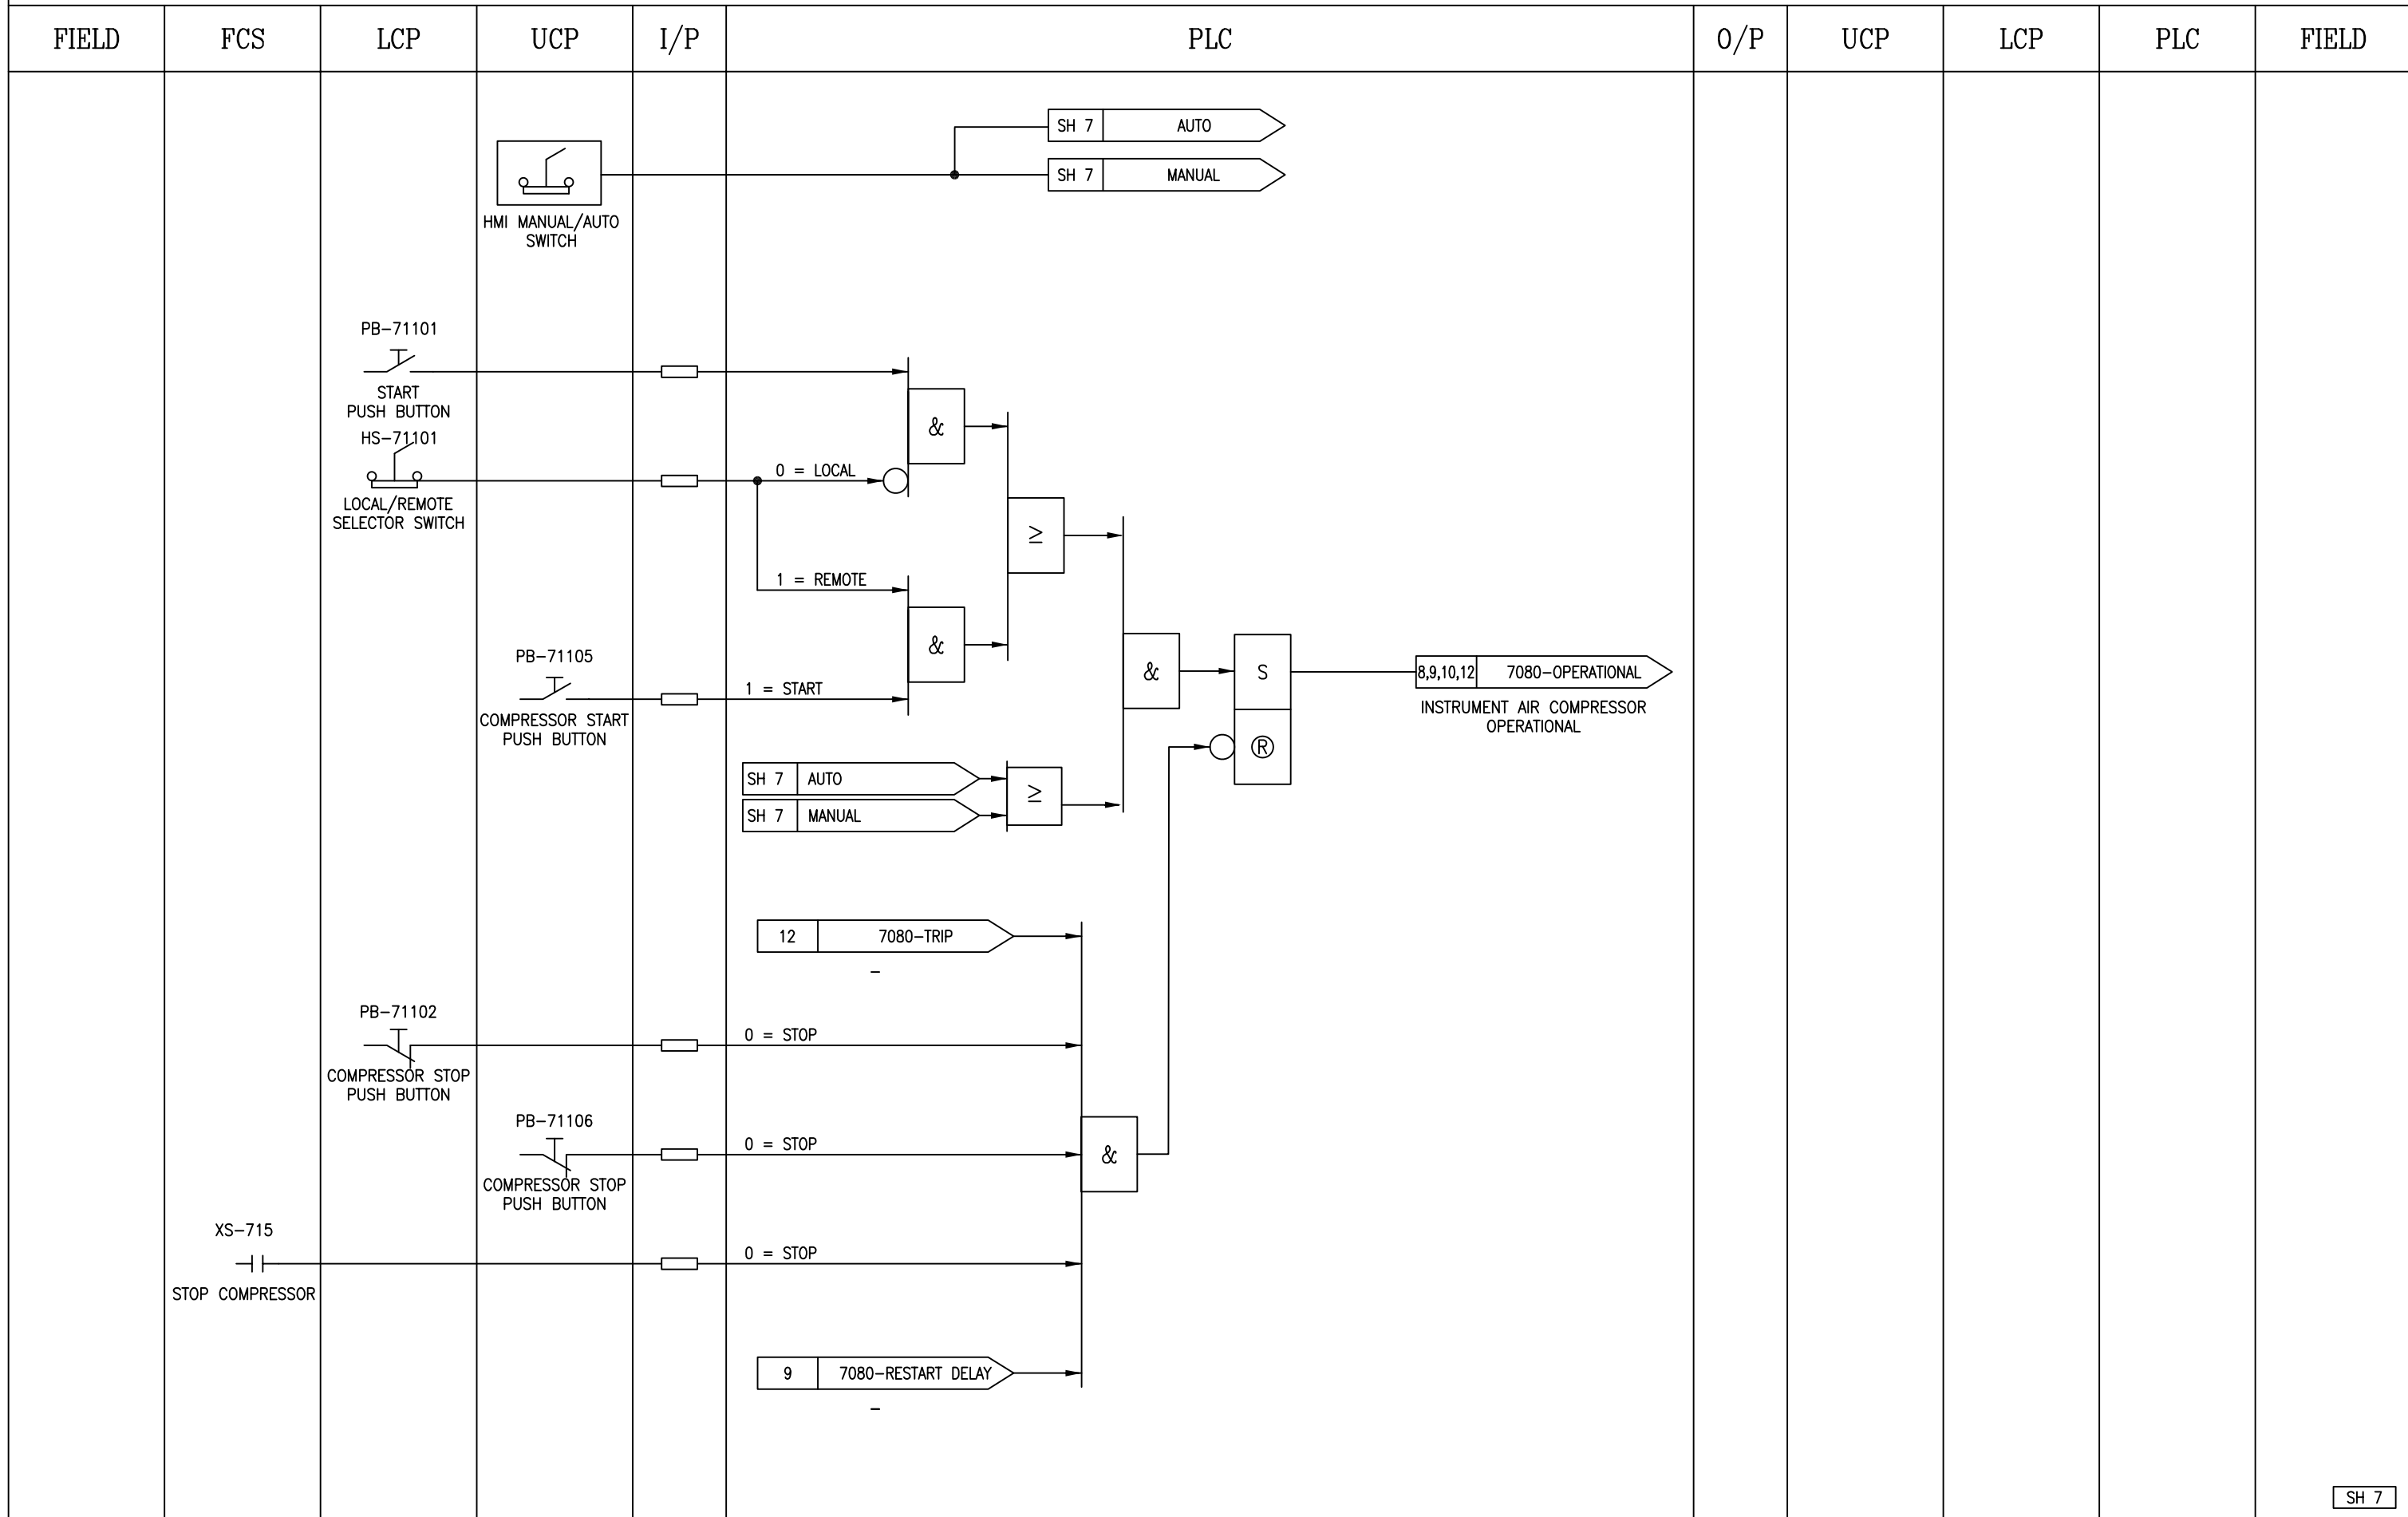 FIELD
FCS
LCP
UCP
I/P
PLC
O/P
UCP
LCP
PLC
FIELD
SH 7 AUTO
SH 7 MANUAL
HMI MANUAL/AUTO
SWITCH
PB-71101
START
PUSH BUTTON
HS-71101
LOCAL/REMOTE
SELECTOR SWITCH
0 = LOCAL
&
≥
1 = REMOTE
PB-71105
COMPRESSOR START
PUSH BUTTON
1 = START
&
&
S
®
8,9,10,12 7080-OPERATIONAL
INSTRUMENT AIR COMPRESSOR
OPERATIONAL
SH 7 AUTO
SH 7 MANUAL
≥
12 7080-TRIP
-
PB-71102
COMPRESSOR STOP
PUSH BUTTON
0 = STOP
PB-71106
COMPRESSOR STOP
PUSH BUTTON
0 = STOP
&
XS-715
STOP COMPRESSOR
0 = STOP
9 7080-RESTART DELAY
-
SH 7